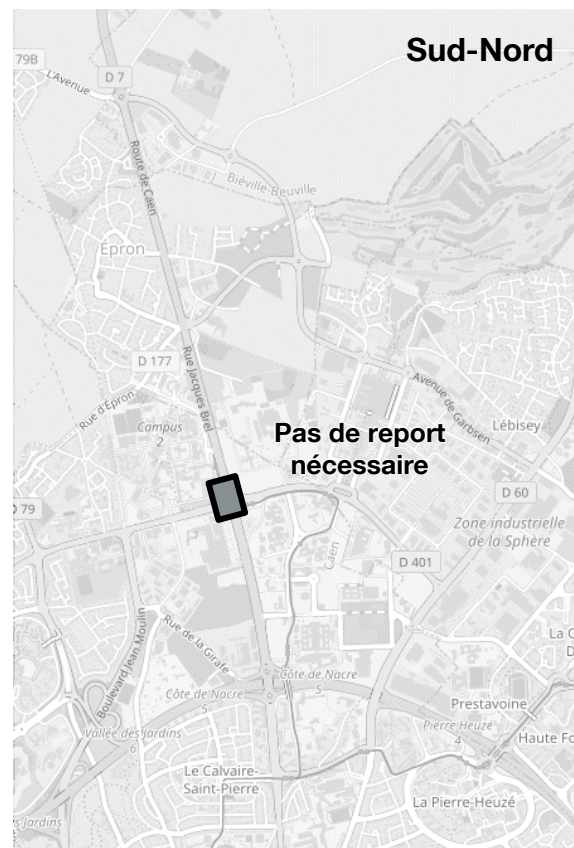 Sud-Nord
79B
L'Avenue
D 7
Route de Caen
Biéville-Beuville
Épron
D 177
Rue Jacques Brel
Rue d'Épron
Campus
2
Avenue de Garbsen
Lébisey
Pas de report
nécessaire
D 79
D 60
Zone industrielle
de la Sphère
Caen
D 401
Boulevard Jean Moulin
Rue de la Girafe
La C
D
Côte de Nacre
5
Côte de Nacre
5
Prestavoine
Pierre Heuzé
4
Haute Fo
Vallée des Jardins
6
Le Calvaire-
Saint-Pierre
La Pierre-Heuzé
es Jardins